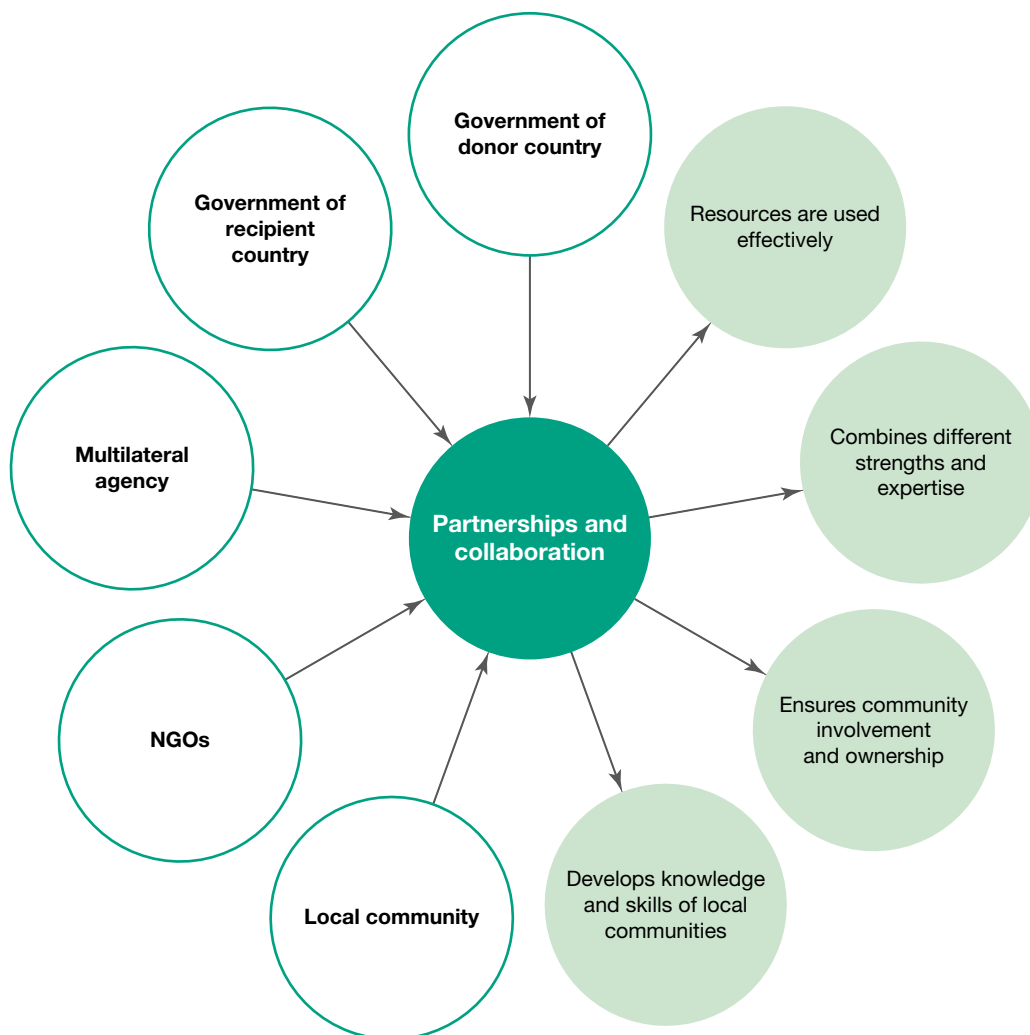 Government of
donor country
Government of
recipient
country
Multilateral
agency
NGOs
Local community
Partnerships and
collaboration
Resources are used
effectively
Combines different
strengths and
expertise
Ensures community
involvement
and ownership
Develops knowledge
and skills of local
communities